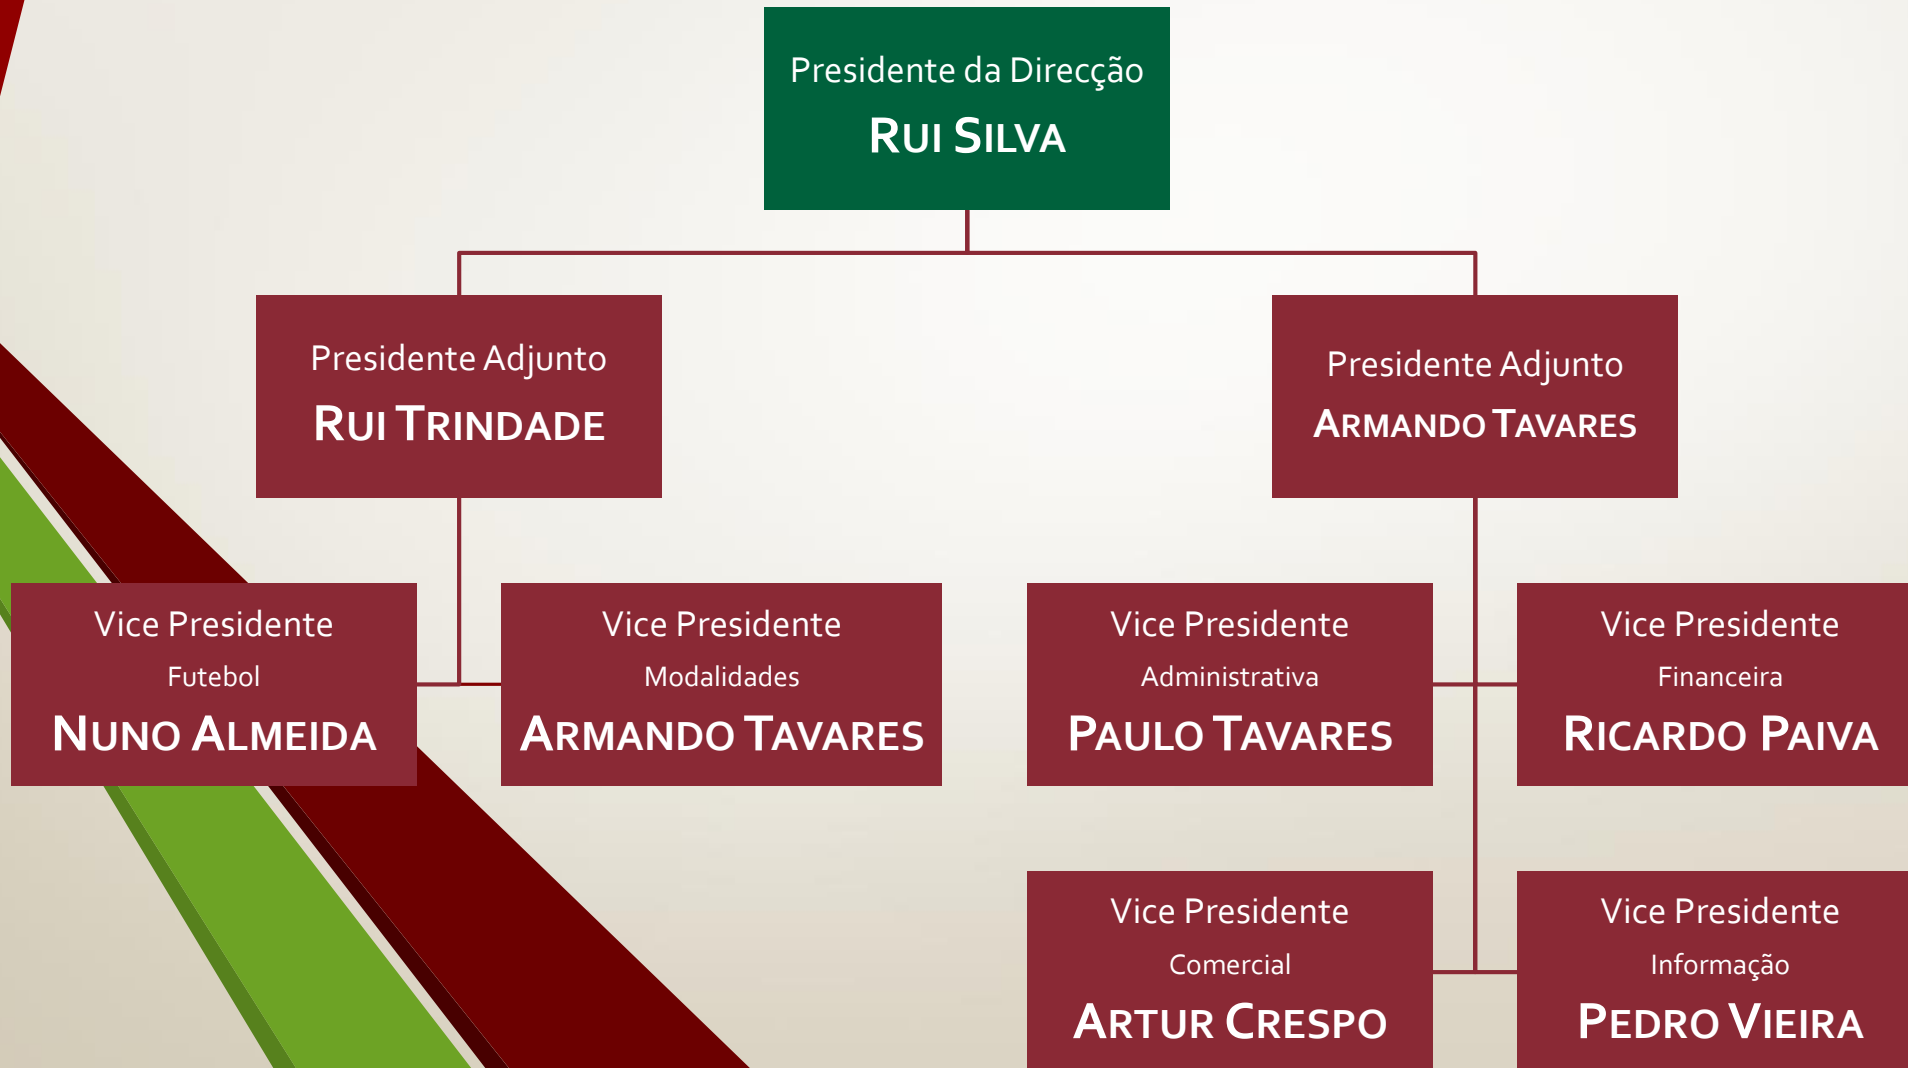 Presidente da Direcção
RUI SILVA
Presidente Adjunto
RUI TRINDADE
Presidente Adjunto
ARMANDO TAVARES
Vice Presidente
Futebol
NUNO ALMEIDA
Vice Presidente
Modalidades
ARMANDO TAVARES
Vice Presidente
Administrativa
PAULO TAVARES
Vice Presidente
Financeira
RICARDO PAIVA
Vice Presidente
Comercial
ARTUR CRESPO
Vice Presidente
Informação
PEDRO VIEIRA